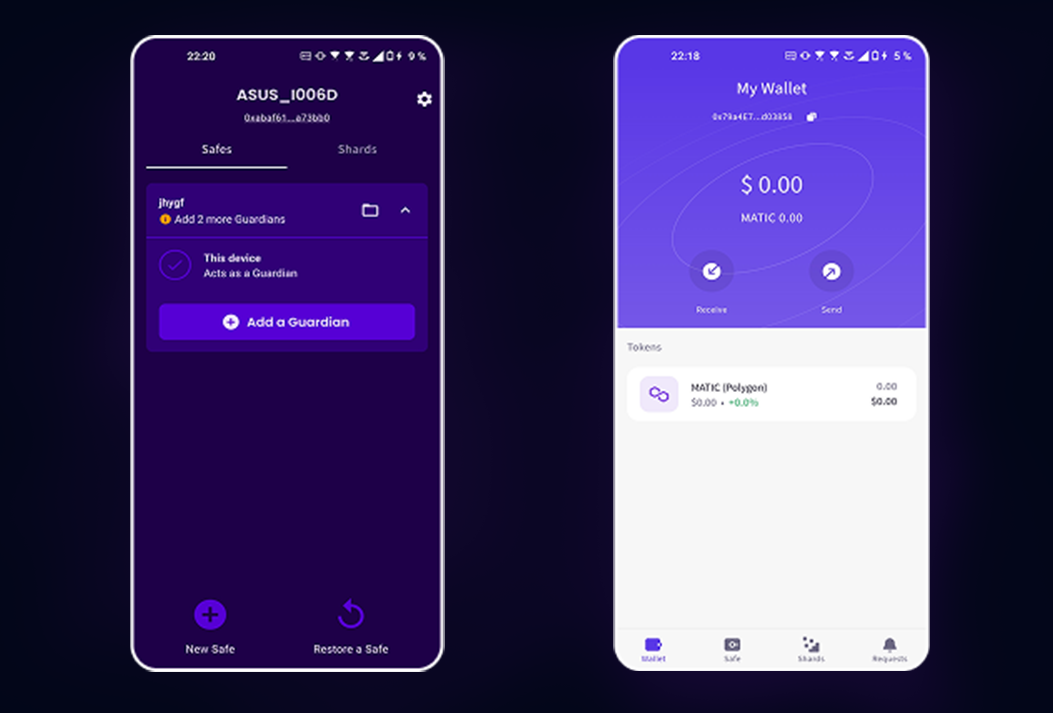 22:20
9%
ASUS_I006D
0xabaf61...a73bb0
Safes
Shards
jhygf
Add 2 more Guardians
This device
Acts as a Guardian
Add a Guardian
New Safe
Restore a Safe
22:18
5%
My Wallet
0x79a4E7...d03858
$ 0.00
MATIC 0.00
Receive
Send
Tokens
MATIC (Polygon)
0.00
$0.00 • +0.0%
$0.00
Wallet
Safe
Shards
Requests